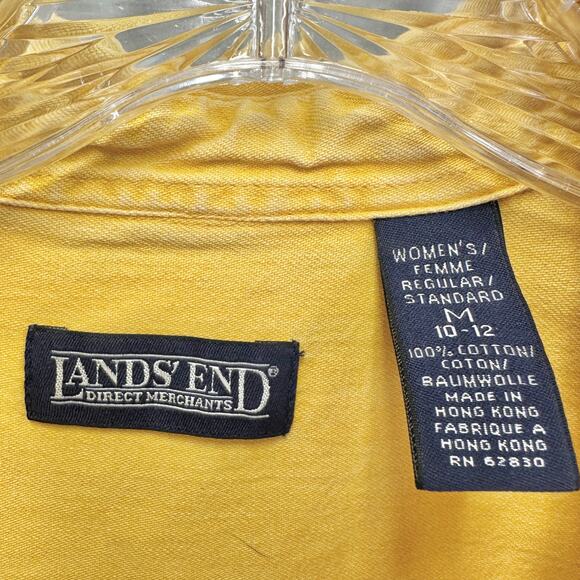 LANDS' END®
DIRECT MERCHANTS
WOMEN'S/
FEMME
REGULAR/
STANDARD
M
10-12
100% COTTON/
COTON/
BAUMWOLLE
MADE IN
HONG KONG
FABRIQUE A
HONG KONG
RN 62830